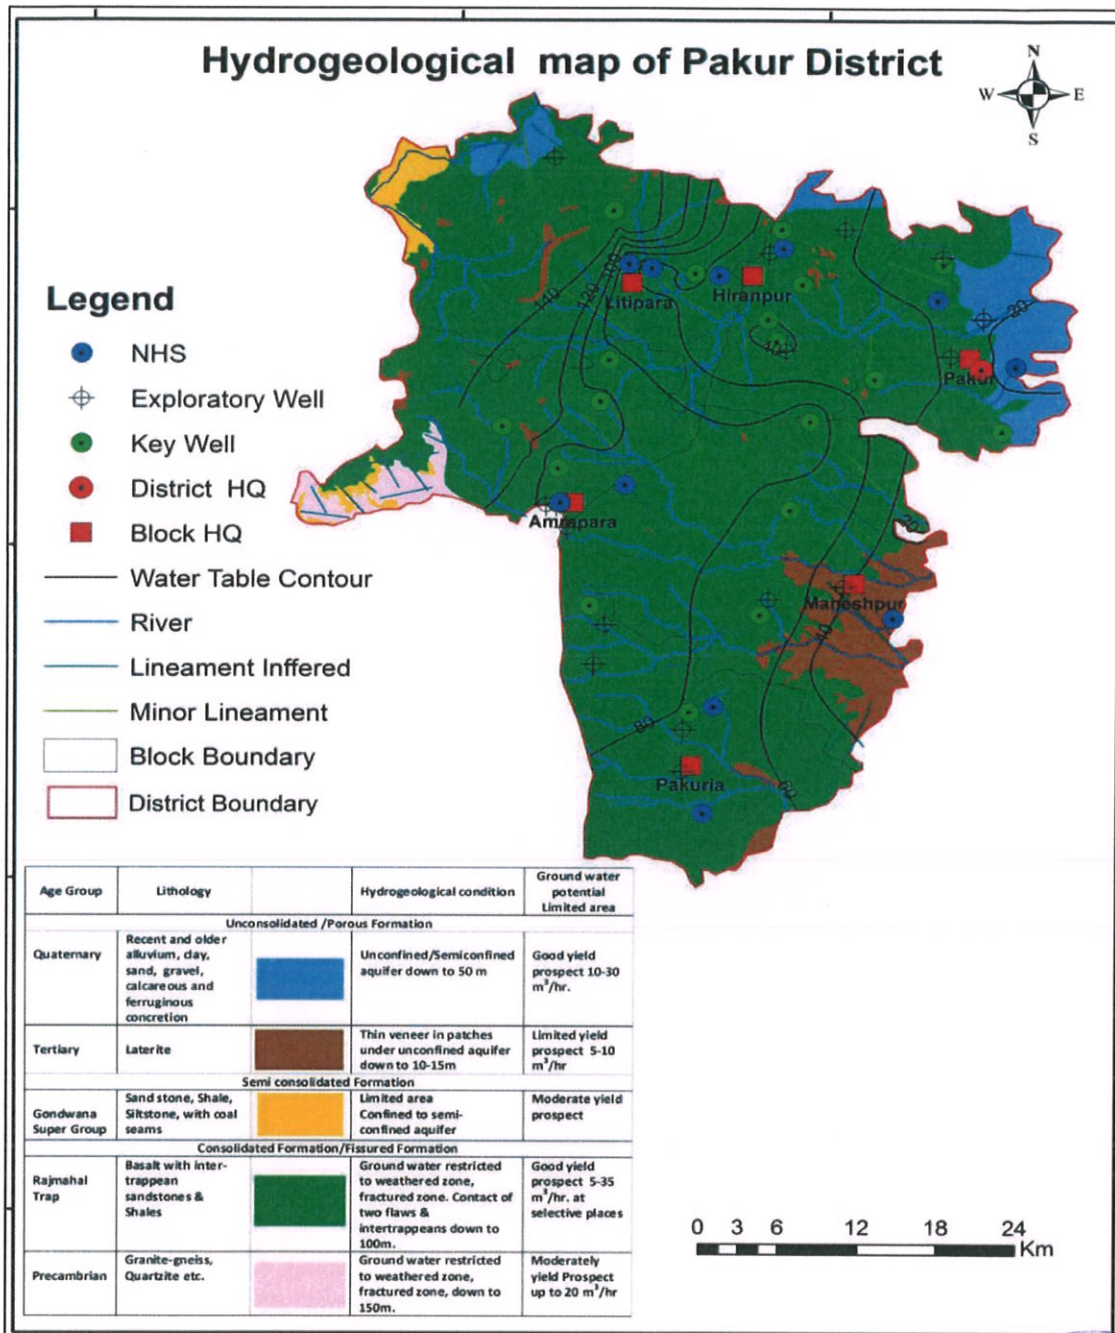 Hydrogeological map of Pakur District
N
W E
S
140
120
100
Litipara
Hiranpur
20
Pakur
Amrapara
Maheshpur
40
80
Pakuria
60
Legend
NHS
Exploratory Well
Key Well
District HQ
Block HQ
Water Table Contour
River
Lineament Inffered
Minor Lineament
Block Boundary
District Boundary
Age Group Lithology Hydrogeological condition Ground water
potential
Limited area
Unconsolidated /Porous Formation
Quaternary Recent and older
alluvium, clay,
sand, gravel,
calcareous and
ferruginous
concretion
Unconfined/Semiconfined
aquifer down to 50 m
Good yield
prospect 10-30
m³/hr.
Tertiary Laterite
Thin veneer in patches
under unconfined aquifer
down to 10-15m
Limited yield
prospect 5-10
m³/hr
Semi consolidated Formation
Gondwana
Super Group
Sand stone, Shale,
Siltstone, with coal
seams
Limited area
Confined to semi-
confined aquifer
Moderate yield
prospect
Consolidated Formation/Fissured Formation
Rajmahal
Trap
Basalt with inter-
trappean
sandstones &
Shales
Ground water restricted
to weathered zone,
fractured zone. Contact of
two flaws &
intertrappeans down to
100m.
Good yield
prospect 5-35
m³/hr. at
selective places
Precambrian
Granite-gneiss,
Quartzite etc.
Ground water restricted
to weathered zone,
fractured zone, down to
150m.
Moderately
yield Prospect
up to 20 m³/hr
0 3 6 12 18 24
Km